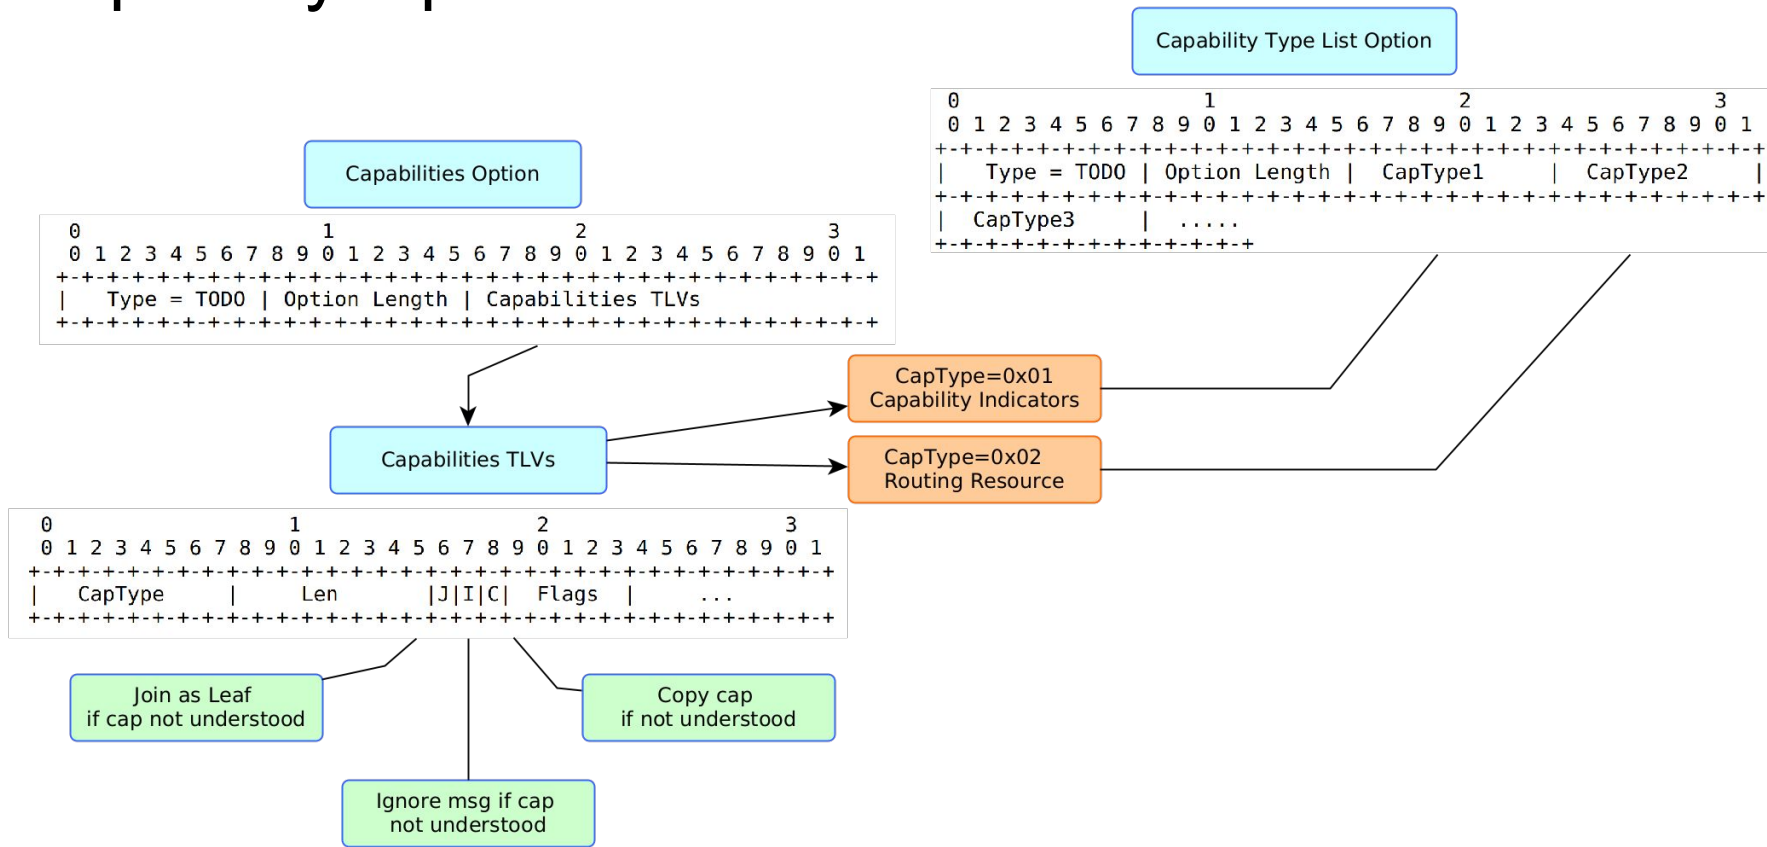 Capability Type List Option
0                   1                   2                   3
0 1 2 3 4 5 6 7 8 9 0 1 2 3 4 5 6 7 8 9 0 1 2 3 4 5 6 7 8 9 0 1
+-+-+-+-+-+-+-+-+-+-+-+-+-+-+-+-+-+-+-+-+-+-+-+-+-+-+-+-+-+-+-+-+
|   Type = TODO | Option Length |  CapType1     |  CapType2     |
+-+-+-+-+-+-+-+-+-+-+-+-+-+-+-+-+-+-+-+-+-+-+-+-+-+-+-+-+-+-+-+-+
|  CapType3     |  .....
+-+-+-+-+-+-+-+-+-+-+-+-+
Capabilities Option
0                   1                   2                   3
0 1 2 3 4 5 6 7 8 9 0 1 2 3 4 5 6 7 8 9 0 1 2 3 4 5 6 7 8 9 0 1
+-+-+-+-+-+-+-+-+-+-+-+-+-+-+-+-+-+-+-+-+-+-+-+-+-+-+-+-+-+-+-+-+
|   Type = TODO | Option Length | Capabilities TLVs
+-+-+-+-+-+-+-+-+-+-+-+-+-+-+-+-+-+-+-+-+-+-+-+-+-+-+-+-+-+-+-+-+
CapType=0x01
Capability Indicators
Capabilities TLVs
CapType=0x02
Routing Resource
0                   1                   2                   3
0 1 2 3 4 5 6 7 8 9 0 1 2 3 4 5 6 7 8 9 0 1 2 3 4 5 6 7 8 9 0 1
+-+-+-+-+-+-+-+-+-+-+-+-+-+-+-+-+-+-+-+-+-+-+-+-+-+-+-+-+-+-+-+-+
|   CapType     |     Len       |J|I|C|  Flags  |     ...
+-+-+-+-+-+-+-+-+-+-+-+-+-+-+-+-+-+-+-+-+-+-+-+-+-+-+-+-+-+-+-+-+
Join as Leaf
if cap not understood
Copy cap
if not understood
Ignore msg if cap
not understood